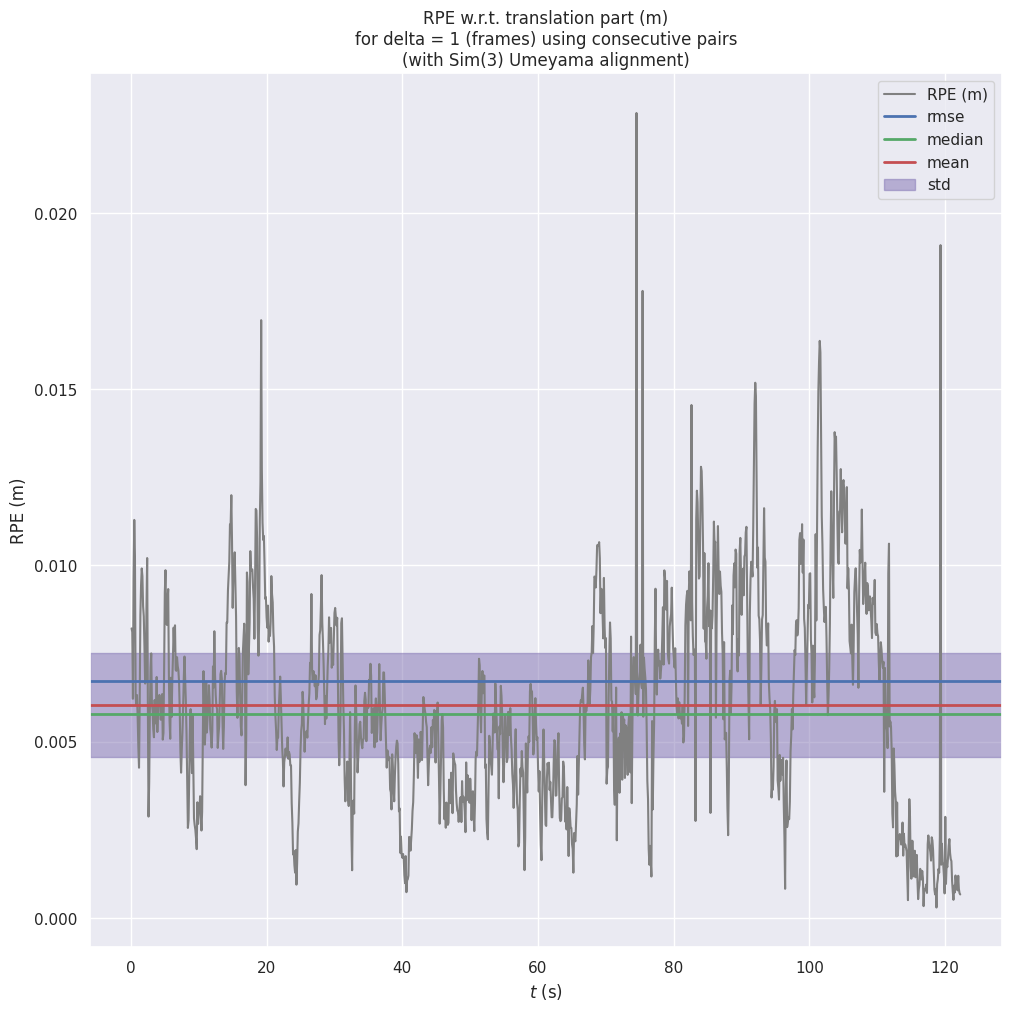 RPE w.r.t. translation part (m)
for delta = 1 (frames) using consecutive pairs
(with Sim(3) Umeyama alignment)
RPE (m)
rmse
median
mean
std
RPE (m)
0.020
0.015
0.010
0.005
0.000
0 20 40 60 80 100 120
t (s)